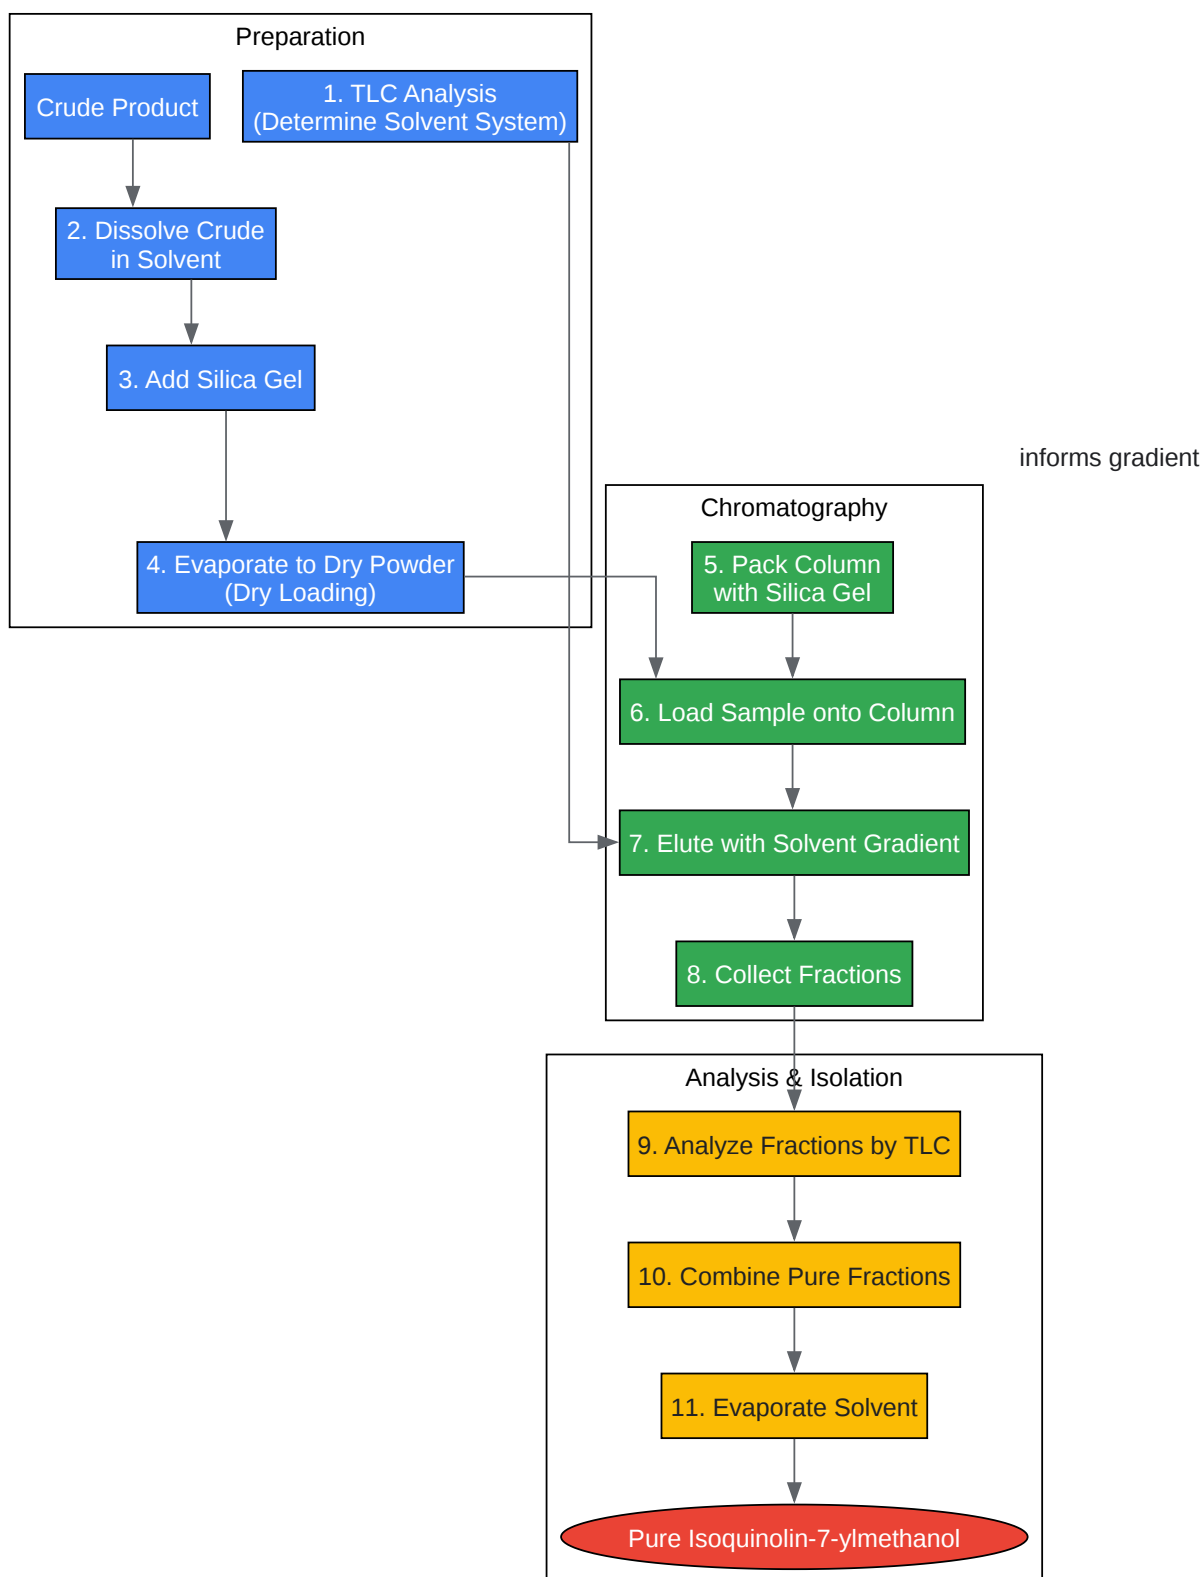 Preparation
Crude Product
1. TLC Analysis
(Determine Solvent System)
2. Dissolve Crude
in Solvent
3. Add Silica Gel
4. Evaporate to Dry Powder
(Dry Loading)
informs gradient
Chromatography
5. Pack Column
with Silica Gel
6. Load Sample onto Column
7. Elute with Solvent Gradient
8. Collect Fractions
Analysis & Isolation
9. Analyze Fractions by TLC
10. Combine Pure Fractions
11. Evaporate Solvent
Pure Isoquinolin-7-ylmethanol